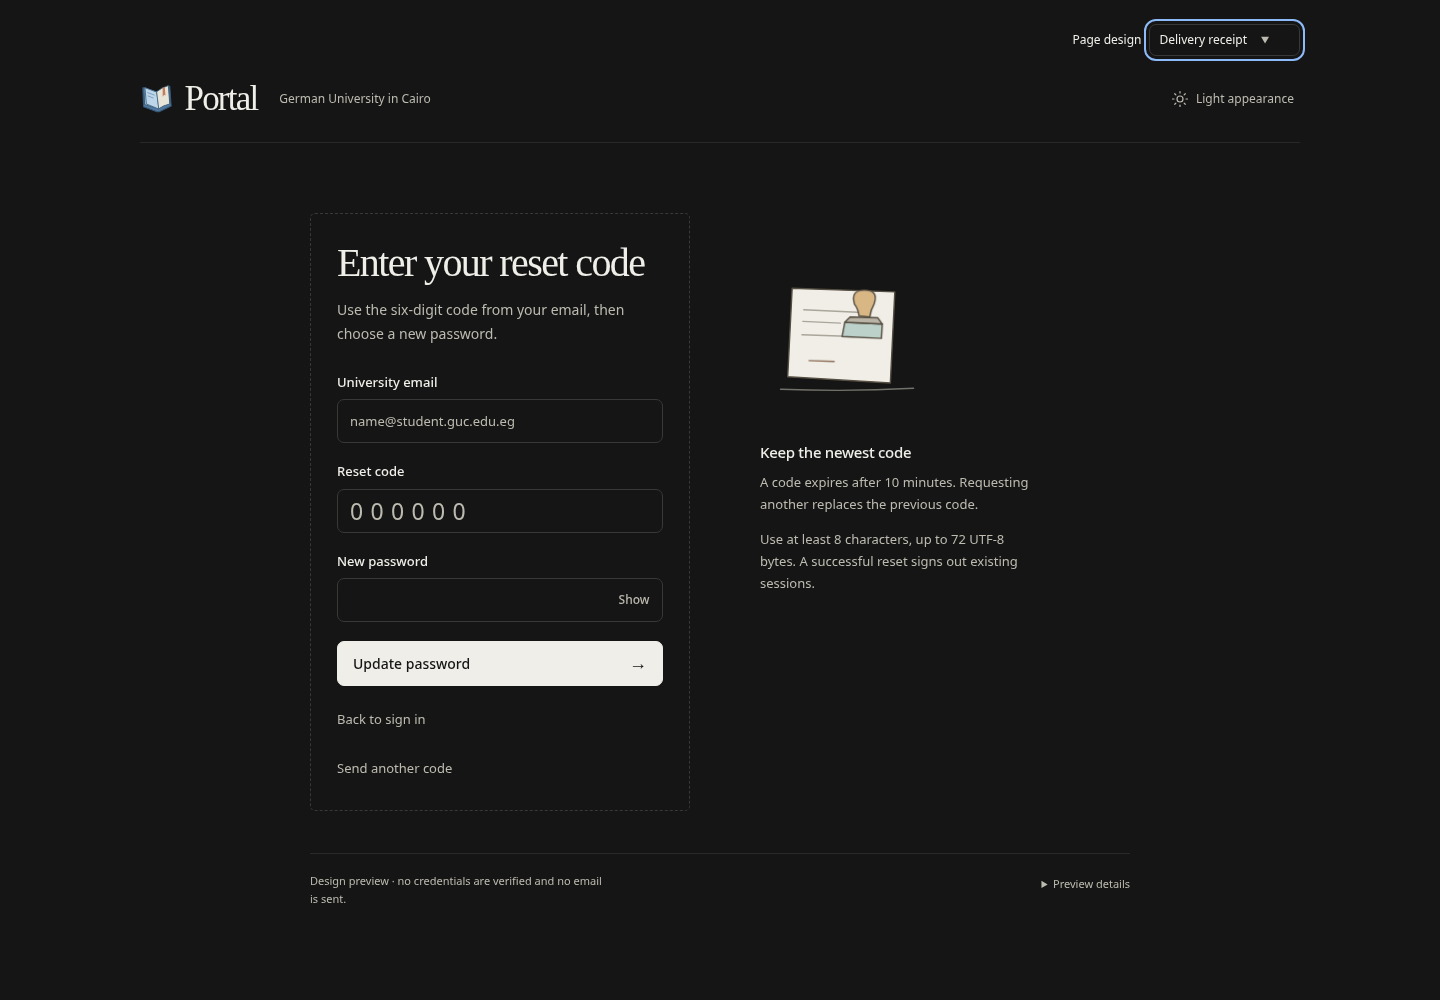 Page design
Delivery receipt
Portal
German University in Cairo
Light appearance
Enter your reset code
Use the six-digit code from your email, then
choose a new password.
University email
name@student.guc.edu.eg
Reset code
000000
New password
Show
Update password →
Back to sign in
Send another code
Keep the newest code
A code expires after 10 minutes. Requesting
another replaces the previous code.
Use at least 8 characters, up to 72 UTF-8
bytes. A successful reset signs out existing
sessions.
Design preview · no credentials are verified and no email
is sent.
Preview details